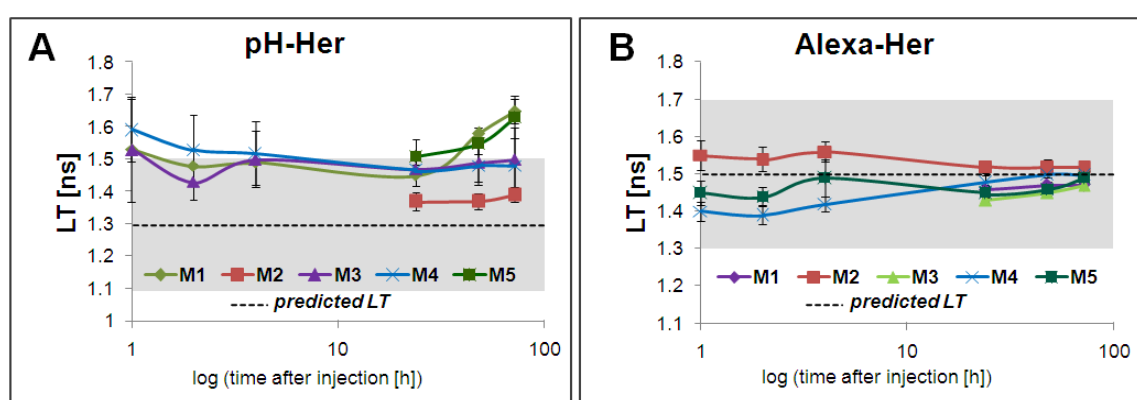 A
pH-Her
1.8
1.7
1.6
1.5
1.4
1.3
1.2
1.1
1
LT [ns]
M1 M2 M3 M4 M5
predicted LT
1 10 100
log (time after injection [h])
B
Alexa-Her
1.8
1.7
1.6
1.5
1.4
1.3
1.2
1.1
LT [ns]
M1 M2 M3 M4 M5
predicted LT
1 10 100
log (time after injection [h])